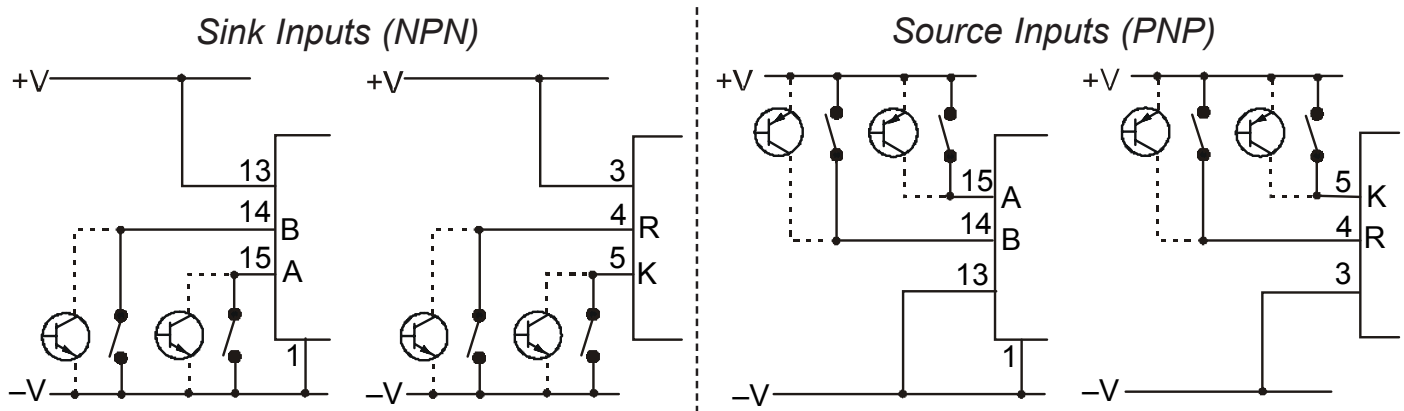 Sink Inputs (NPN)
+V
13
14 B
15 A
1
–V
+V
3
4 R
5 K
Source Inputs (PNP)
+V
15 A
14 B
13
1
–V
+V
5 K
4 R
3
–V